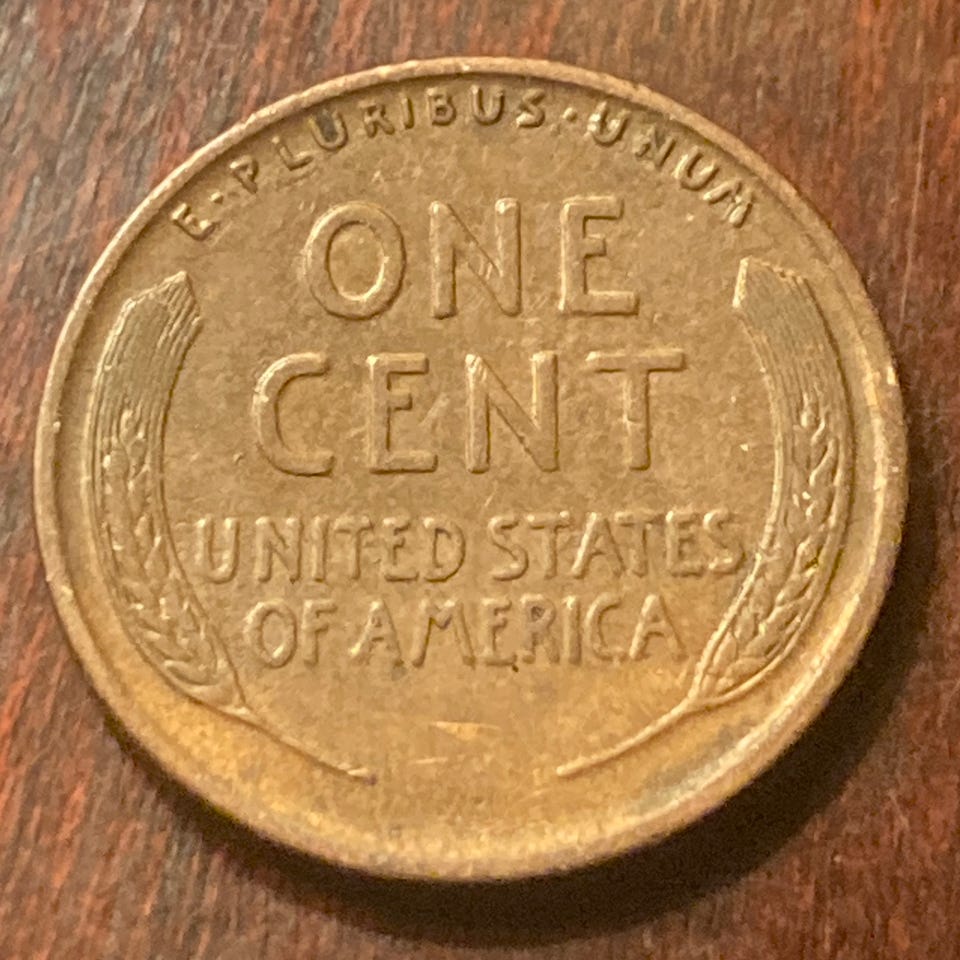 E·PLURIBUS·UNUM
ONE
CENT
UNITED STATES
OF AMERICA